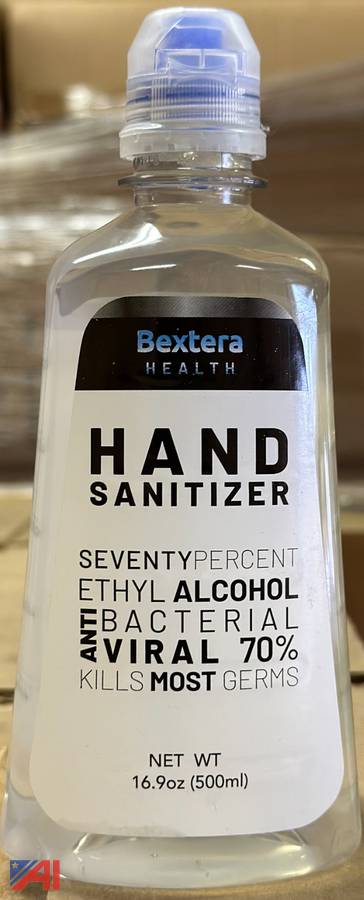 Bextera
HEALTH
HAND
SANITIZER
SEVENTYPERCENT
ETHYL ALCOHOL
ANTI BACTERIAL
VIRAL 70%
KILLS MOST GERMS
NET WT
16.9oz (500ml)
AI